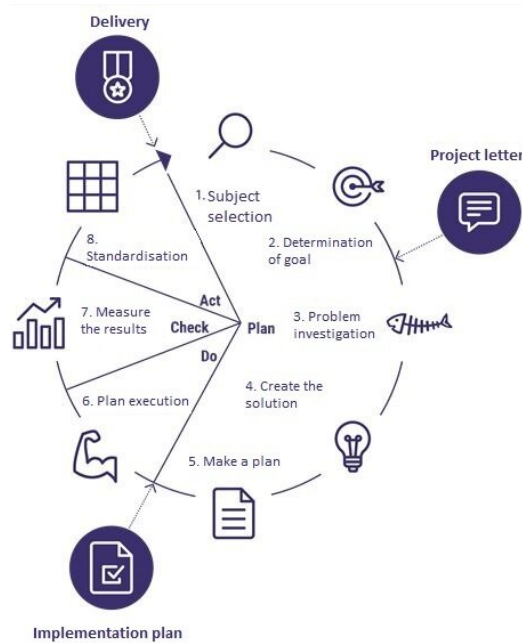 Delivery
Project letter
1. Subject
selection
2. Determination
of goal
8.
Standardisation
Act
7. Measure
the results
Check
Plan
3. Problem
investigation
Do
4. Create the
solution
6. Plan execution
5. Make a plan
Implementation plan